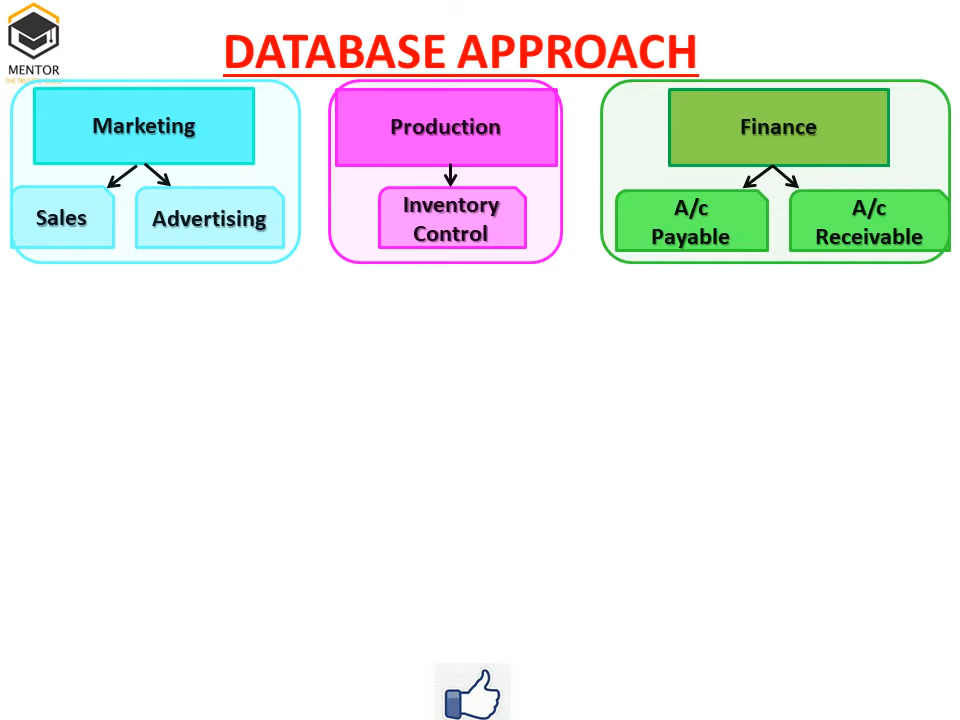 MENTOR
DATABASE APPROACH
Marketing
Production
Finance
Sales
Advertising
Inventory
Control
A/c
Payable
A/c
Receivable